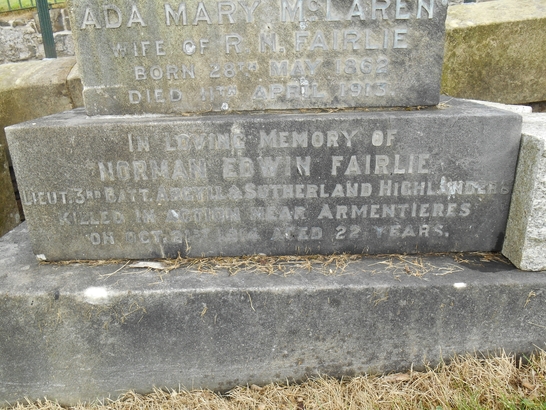 ADA MARY McLAREN
WIFE OF R. N. FAIRLIE
BORN 28TH MAY 1862
DIED APRIL 1913.
IN LOVING MEMORY OF
NORMAN EDWIN FAIRLIE
LIEUT. 3RD BATT. ARGYLL & SUTHERLAND HIGHLANDERS
KILLED IN ACTION NEAR ARMENTIERES
ON OCT. 21ST 1914 AGED 22 YEARS.